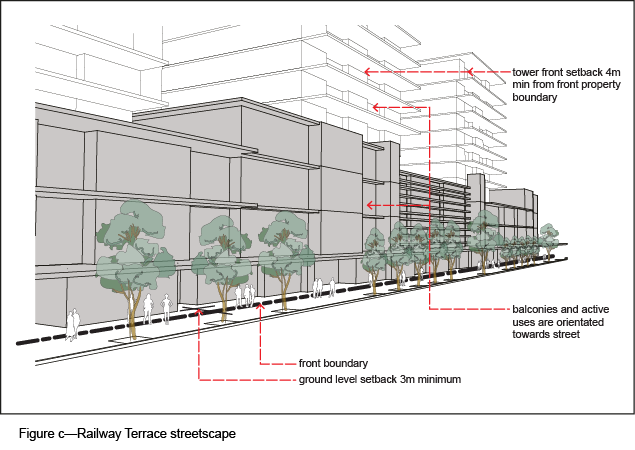 tower front setback 4m
min from front property
boundary
balconies and active
uses are orientated
towards street
front boundary
ground level setback 3m minimum
Figure c—Railway Terrace streetscape